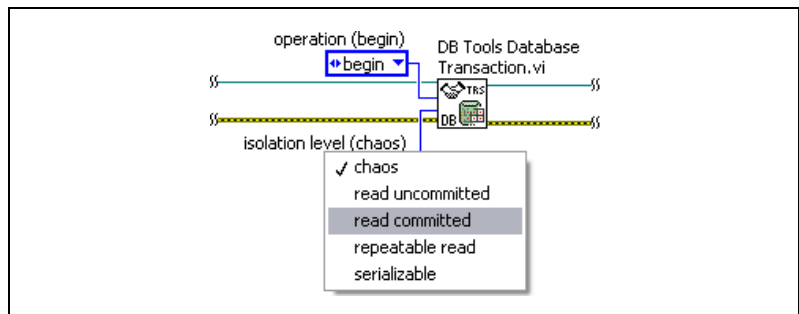 operation (begin)
begin
DB Tools Database
Transaction.vi
TRS
DB
isolation level (chaos)
chaos
read uncommitted
read committed
repeatable read
serializable